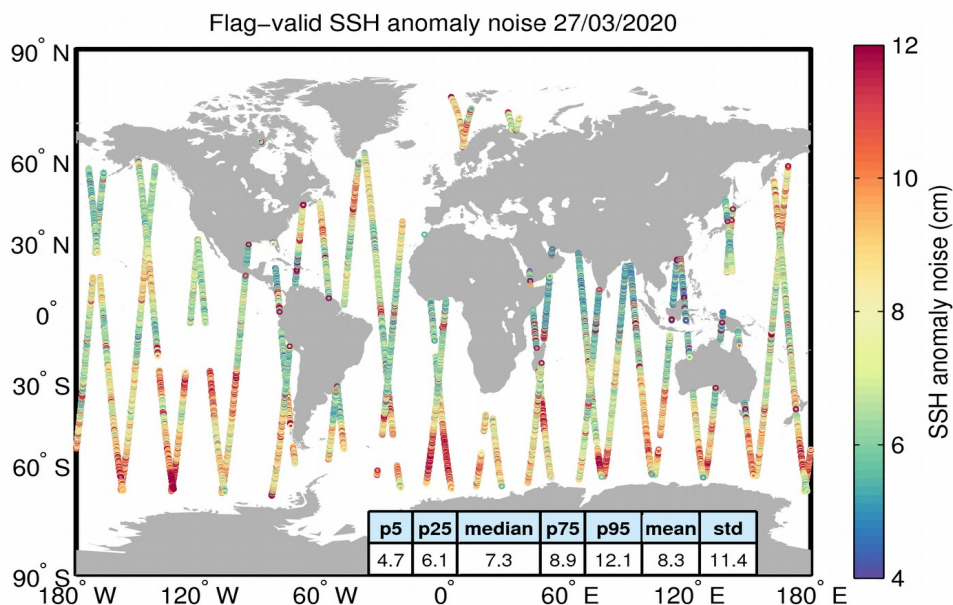 Flag−valid SSH anomaly noise 27/03/2020
90° N
60° N
30° N
0°
30° S
60° S
90° S
180° W
120° W
60° W
0°
60° E
120° E
180° E
12
10
8
6
4
SSH anomaly noise (cm)
p5 p25 median p75 p95 mean std
4.7 6.1 7.3 8.9 12.1 8.3 11.4